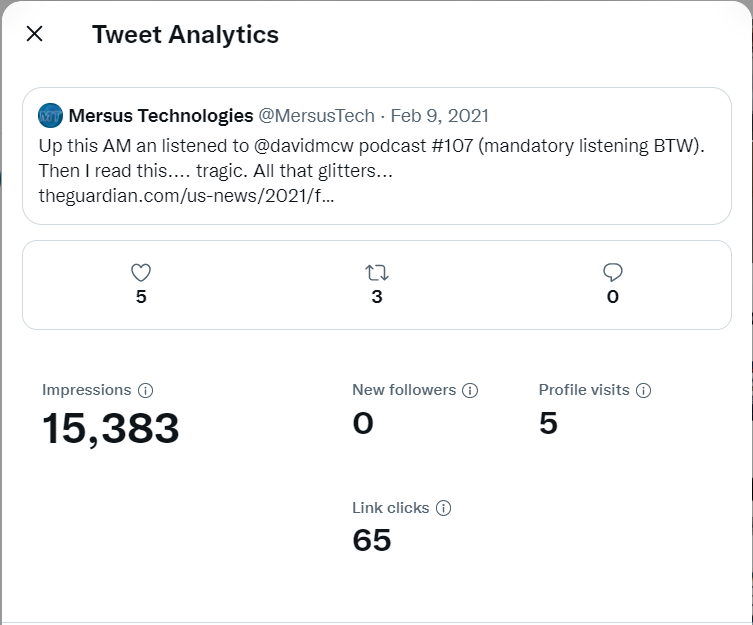 Tweet Analytics
Mersus Technologies @MersusTech · Feb 9, 2021
Up this AM an listened to @davidmcw podcast #107 (mandatory listening BTW).
Then I read this.... tragic. All that glitters...
theguardian.com/us-news/2021/f...
5 3 0
Impressions New followers Profile visits
15,383 0 5
Link clicks
65